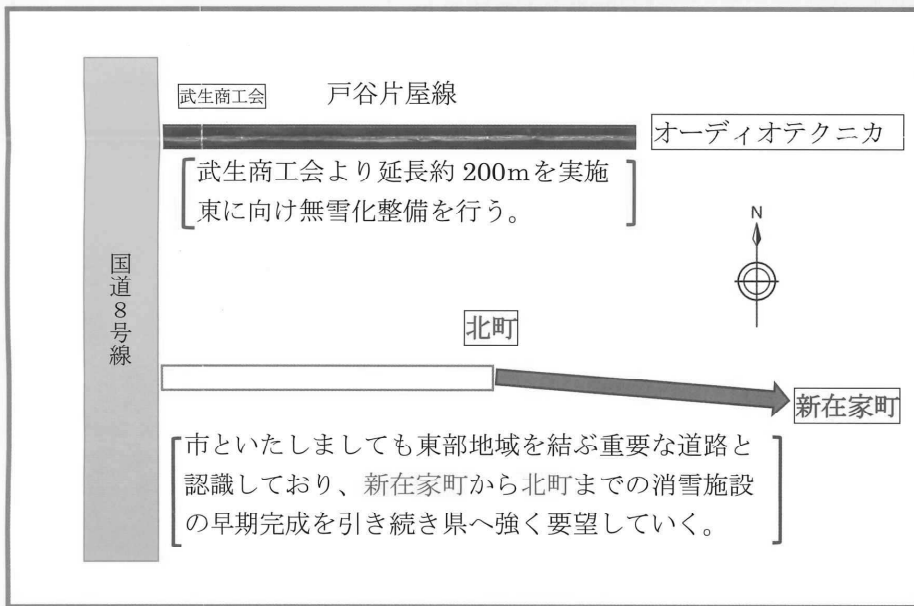 武生商工会
戸谷片屋線
オーディオテクニカ
武生商工会より延長約 200mを実施
東に向け無雪化整備を行う。
N
国道8号線
北町
新在家町
市といたしましても東部地域を結ぶ重要な道路と
認識しており、新在家町から北町までの消雪施設
の早期完成を引き続き県へ強く要望していく。